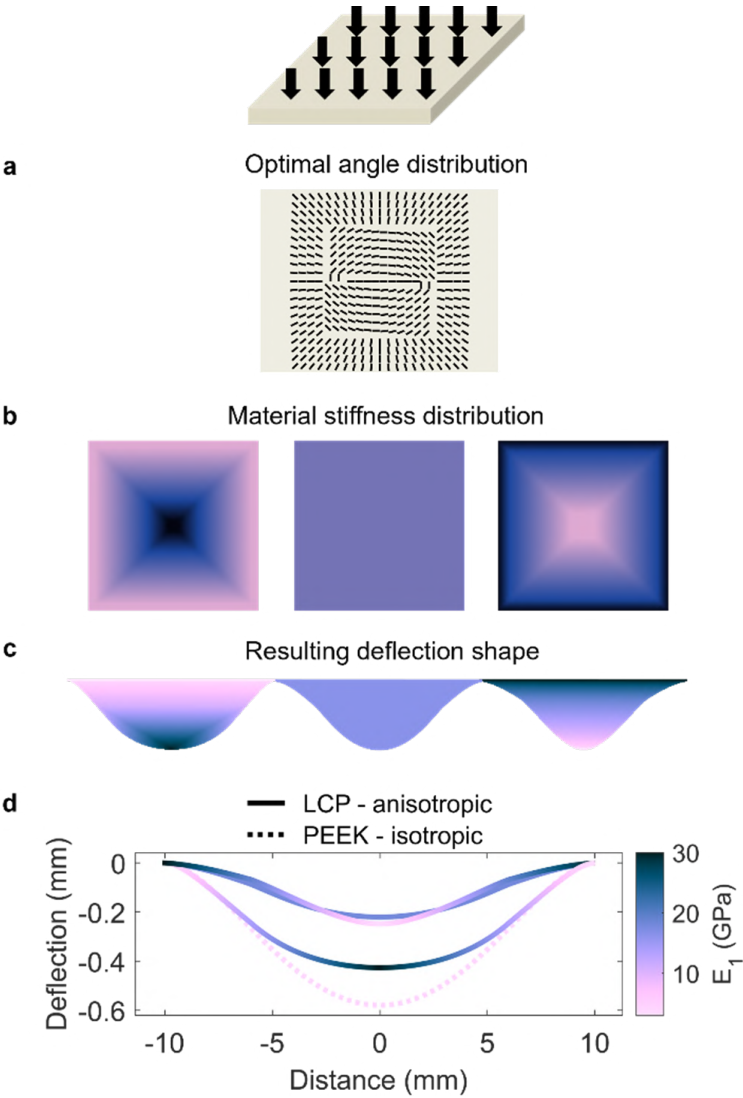 a
Optimal angle distribution
b
Material stiffness distribution
c
Resulting deflection shape
d
LCP - anisotropic
PEEK - isotropic
Deflection (mm)
0
-0.2
-0.4
-0.6
-10
-5
0
5
10
Distance (mm)
30
20
10
E1 (GPa)